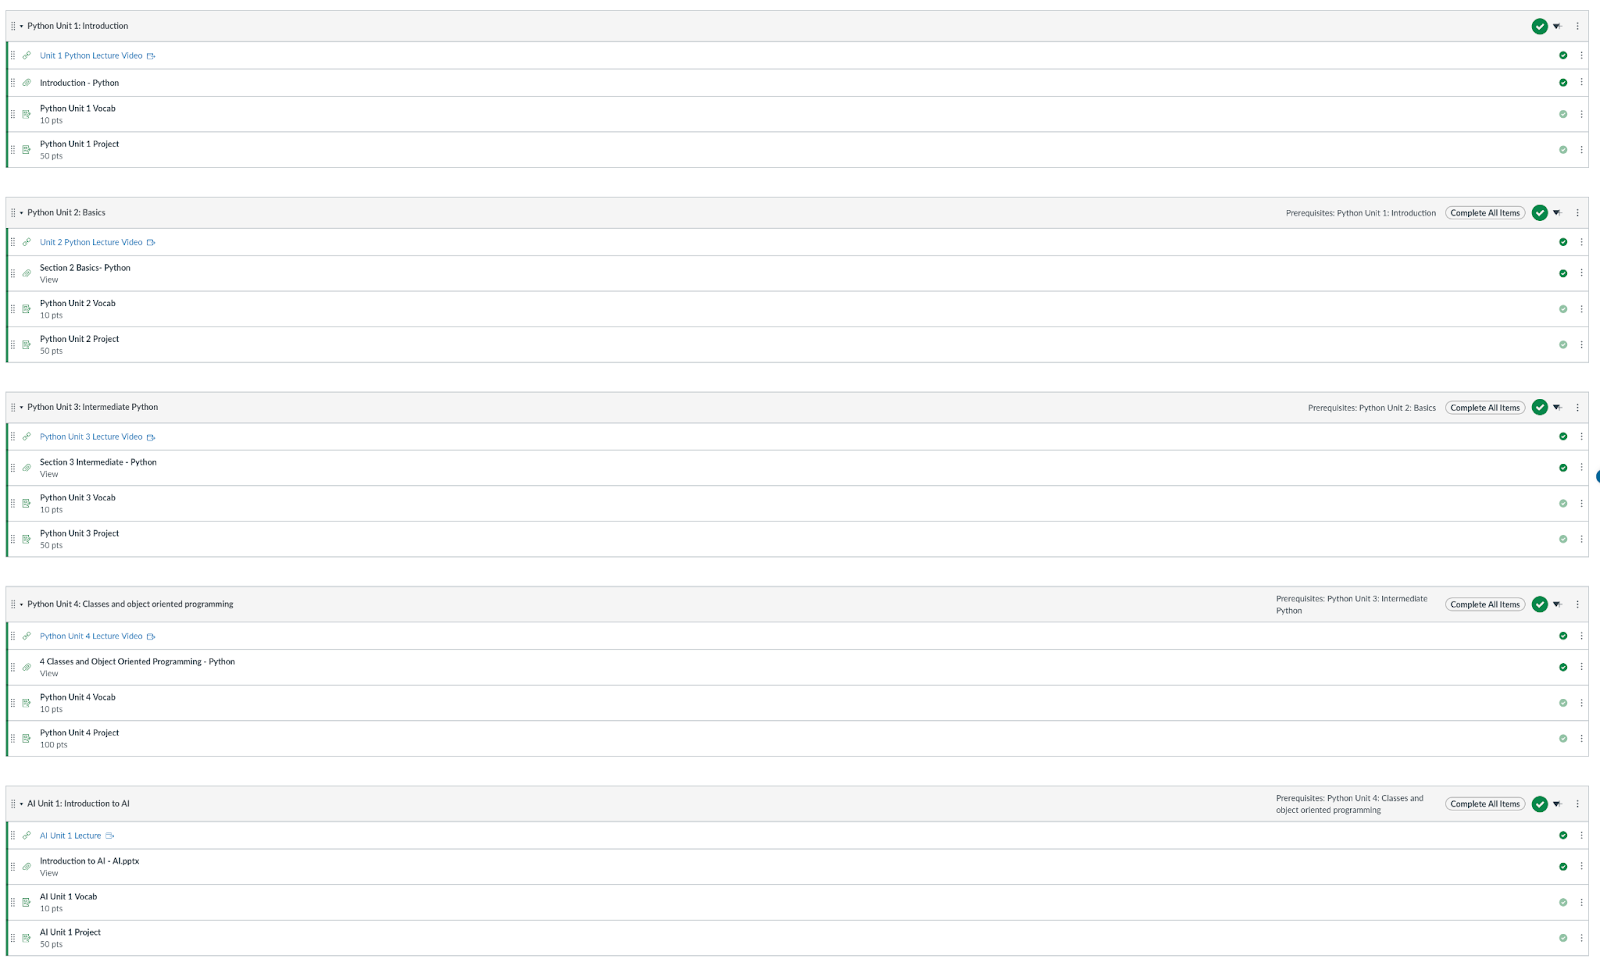 Python Unit 1: Introduction
Unit 1 Python Lecture Video
Introduction - Python
Python Unit 1 Vocab
10 pts
Python Unit 1 Project
50 pts
Python Unit 2: Basics
Prerequisites: Python Unit 1: Introduction
Complete All Items
Unit 2 Python Lecture Video
Section 2 Basics- Python
View
Python Unit 2 Vocab
10 pts
Python Unit 2 Project
50 pts
Python Unit 3: Intermediate Python
Prerequisites: Python Unit 2: Basics
Complete All Items
Python Unit 3 Lecture Video
Section 3 Intermediate - Python
View
Python Unit 3 Vocab
10 pts
Python Unit 3 Project
50 pts
Python Unit 4: Classes and object oriented programming
Prerequisites: Python Unit 3: Intermediate
Python
Complete All Items
Python Unit 4 Lecture Video
4 Classes and Object Oriented Programming - Python
View
Python Unit 4 Vocab
10 pts
Python Unit 4 Project
100 pts
AI Unit 1: Introduction to AI
Prerequisites: Python Unit 4: Classes and
object oriented programming
Complete All Items
AI Unit 1 Lecture
Introduction to AI - AI.pptx
View
AI Unit 1 Vocab
10 pts
AI Unit 1 Project
50 pts